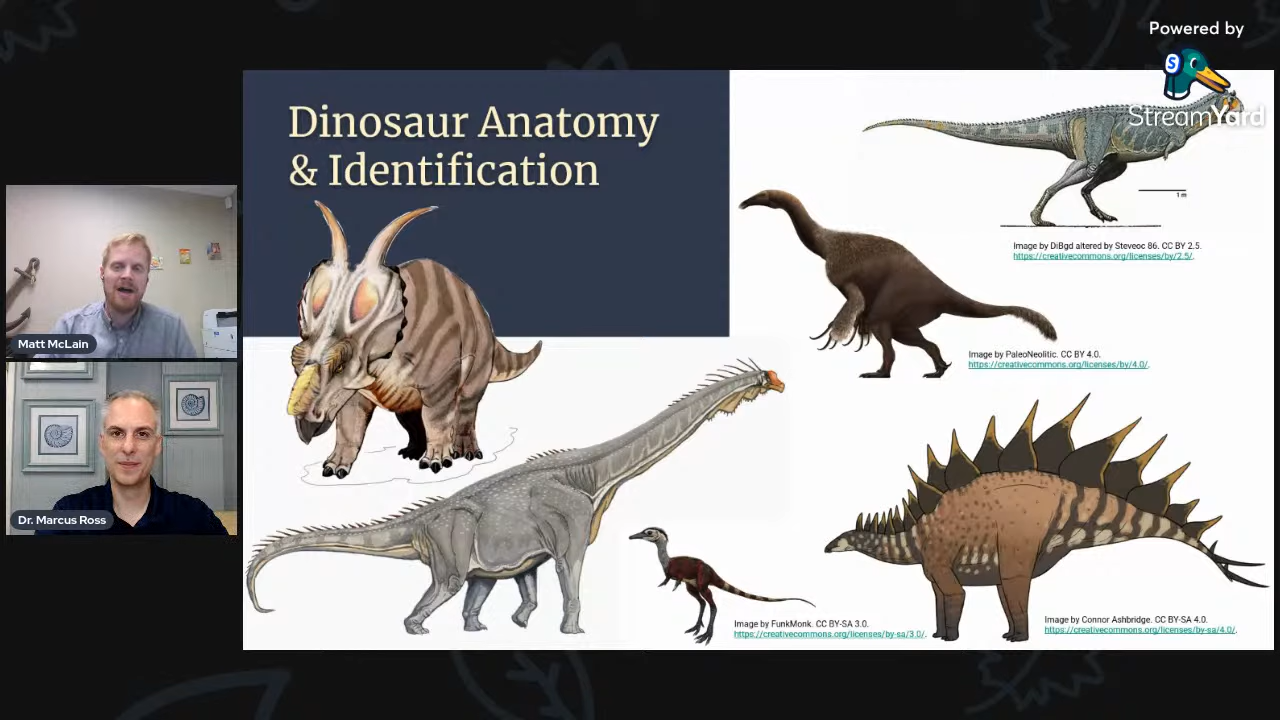 Powered by
StreamYard
Dinosaur Anatomy
& Identification
1 m
Image by DiBgd altered by Steveoc 86. CC BY 2.5.
https://creativecommons.org/licenses/by/2.5/.
Image by PaleoNeolitic. CC BY 4.0.
https://creativecommons.org/licenses/by/4.0/.
Matt McLain
Dr. Marcus Ross
Image by FunkMonk. CC BY-SA 3.0.
https://creativecommons.org/licenses/by-sa/3.0/.
Image by Connor Ashbridge. CC BY-SA 4.0.
https://creativecommons.org/licenses/by-sa/4.0/.